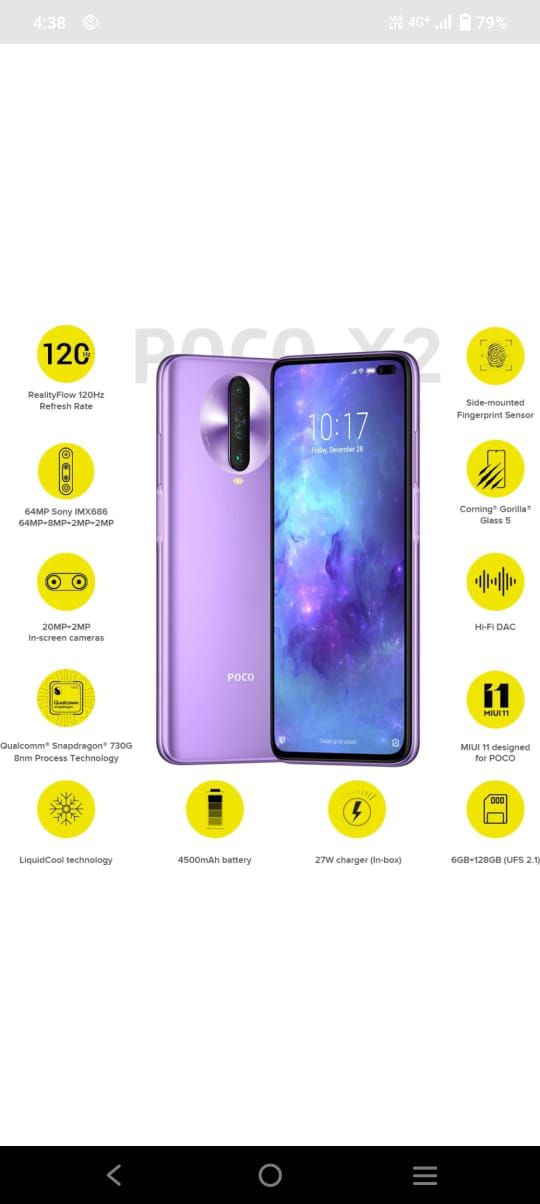 4:38
Vo) LTE 4G+ 79%
POCO X2
120Hz
RealityFlow 120Hz
Refresh Rate
64MP Sony IMX686
64MP+8MP+2MP+2MP
20MP+2MP
In-screen cameras
Qualcomm
snapdragon
Qualcomm® Snapdragon® 730G
8nm Process Technology
LiquidCool technology
10:17
Friday, December 28
POCO
Swipe up to unlock
4500mAh battery
27W charger (In-box)
Side-mounted
Fingerprint Sensor
Corning® Gorilla®
Glass 5
Hi-Fi DAC
11
MIUI 11
MIUI 11 designed
for POCO
6GB+128GB (UFS 2.1)